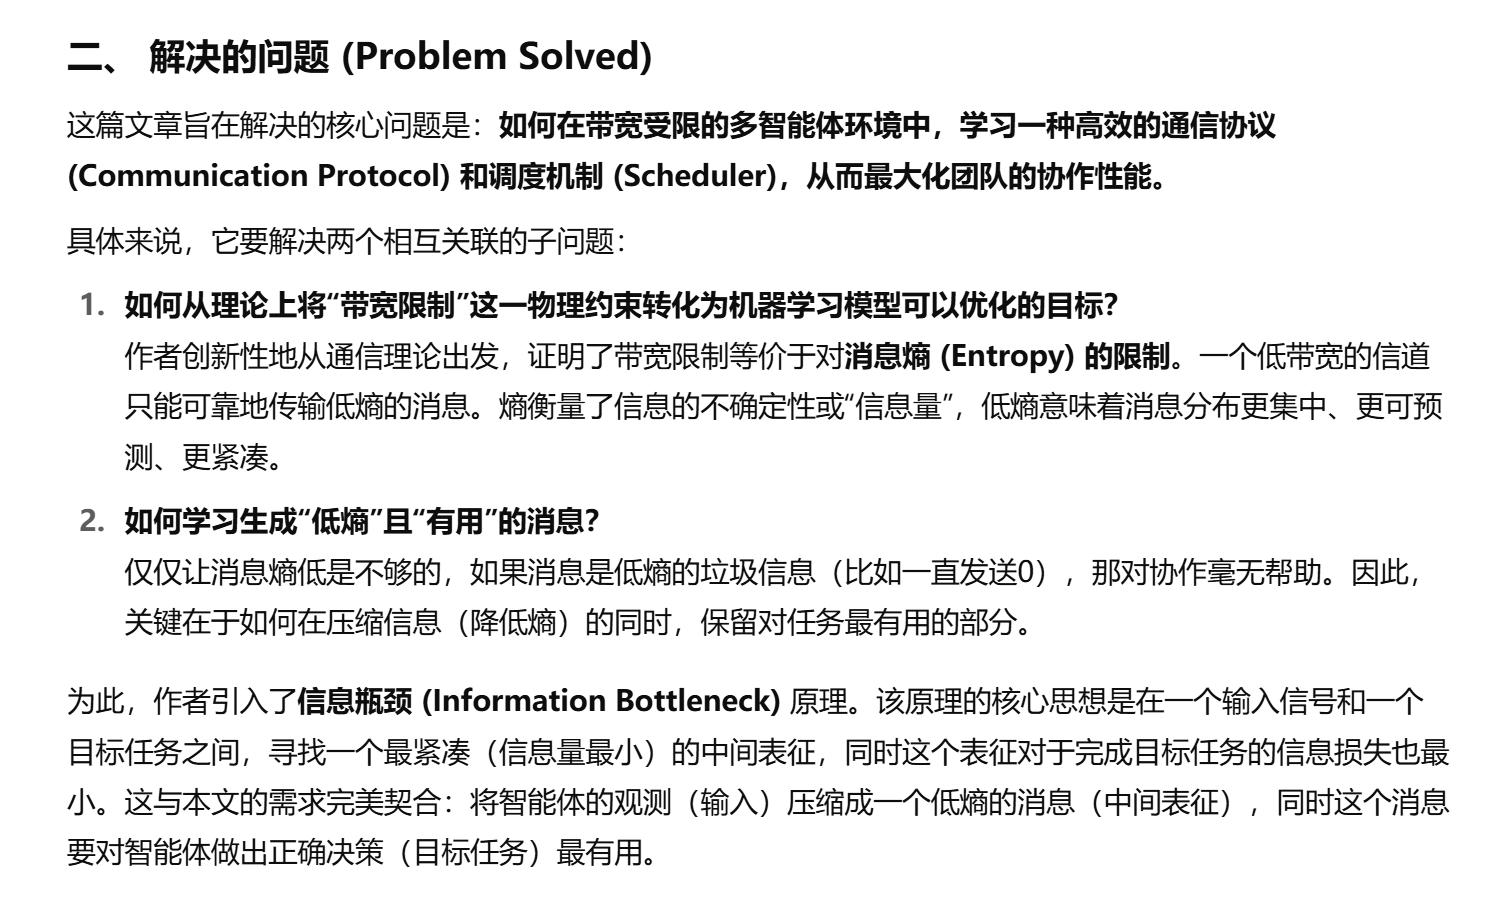 二、 解决的问题 (Problem Solved)
这篇文章旨在解决的核心问题是：如何在带宽受限的多智能体环境中，学习一种高效的通信协议
(Communication Protocol) 和调度机制 (Scheduler)，从而最大化团队的协作性能。
具体来说，它要解决两个相互关联的子问题：
1. 如何从理论上将“带宽限制”这一物理约束转化为机器学习模型可以优化的目标？
作者创新性地从通信理论出发，证明了带宽限制等价于对消息熵 (Entropy) 的限制。一个低带宽的信道
只能可靠地传输低熵的消息。熵衡量了信息的不确定性或“信息量”，低熵意味着消息分布更集中、更可预
测、更紧凑。
2. 如何学习生成“低熵”且“有用”的消息？
仅仅让消息熵低是不够的，如果消息是低熵的垃圾信息（比如一直发送0），那对协作毫无帮助。因此，
关键在于如何在压缩信息（降低熵）的同时，保留对任务最有用的部分。
为此，作者引入了信息瓶颈 (Information Bottleneck) 原理。该原理的核心思想是在一个输入信号和一个
目标任务之间，寻找一个最紧凑（信息量最小）的中间表征，同时这个表征对于完成目标任务的信息损失也最
小。这与本文的需求完美契合：将智能体的观测（输入）压缩成一个低熵的消息（中间表征），同时这个消息
要对智能体做出正确决策（目标任务）最有用。